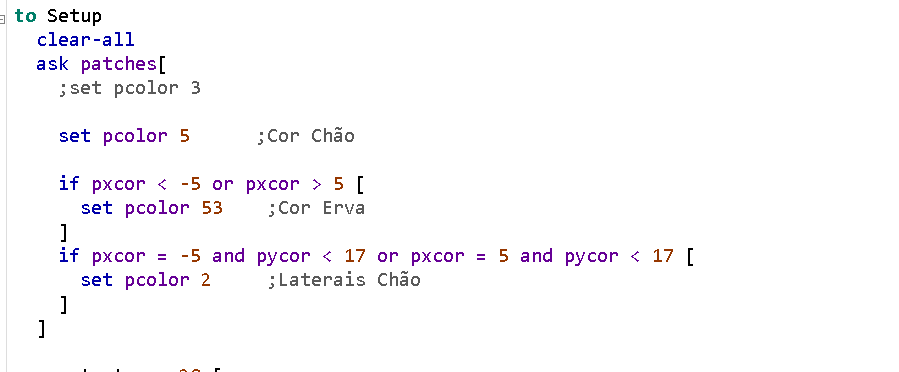 to Setup
clear-all
ask patches[
;set pcolor 3
set pcolor 5 ;Cor Chão
if pxcor < -5 or pxcor > 5 [
set pcolor 53 ;Cor Erva
]
if pxcor = -5 and pycor < 17 or pxcor = 5 and pycor < 17 [
set pcolor 2 ;Laterais Chão
]
]